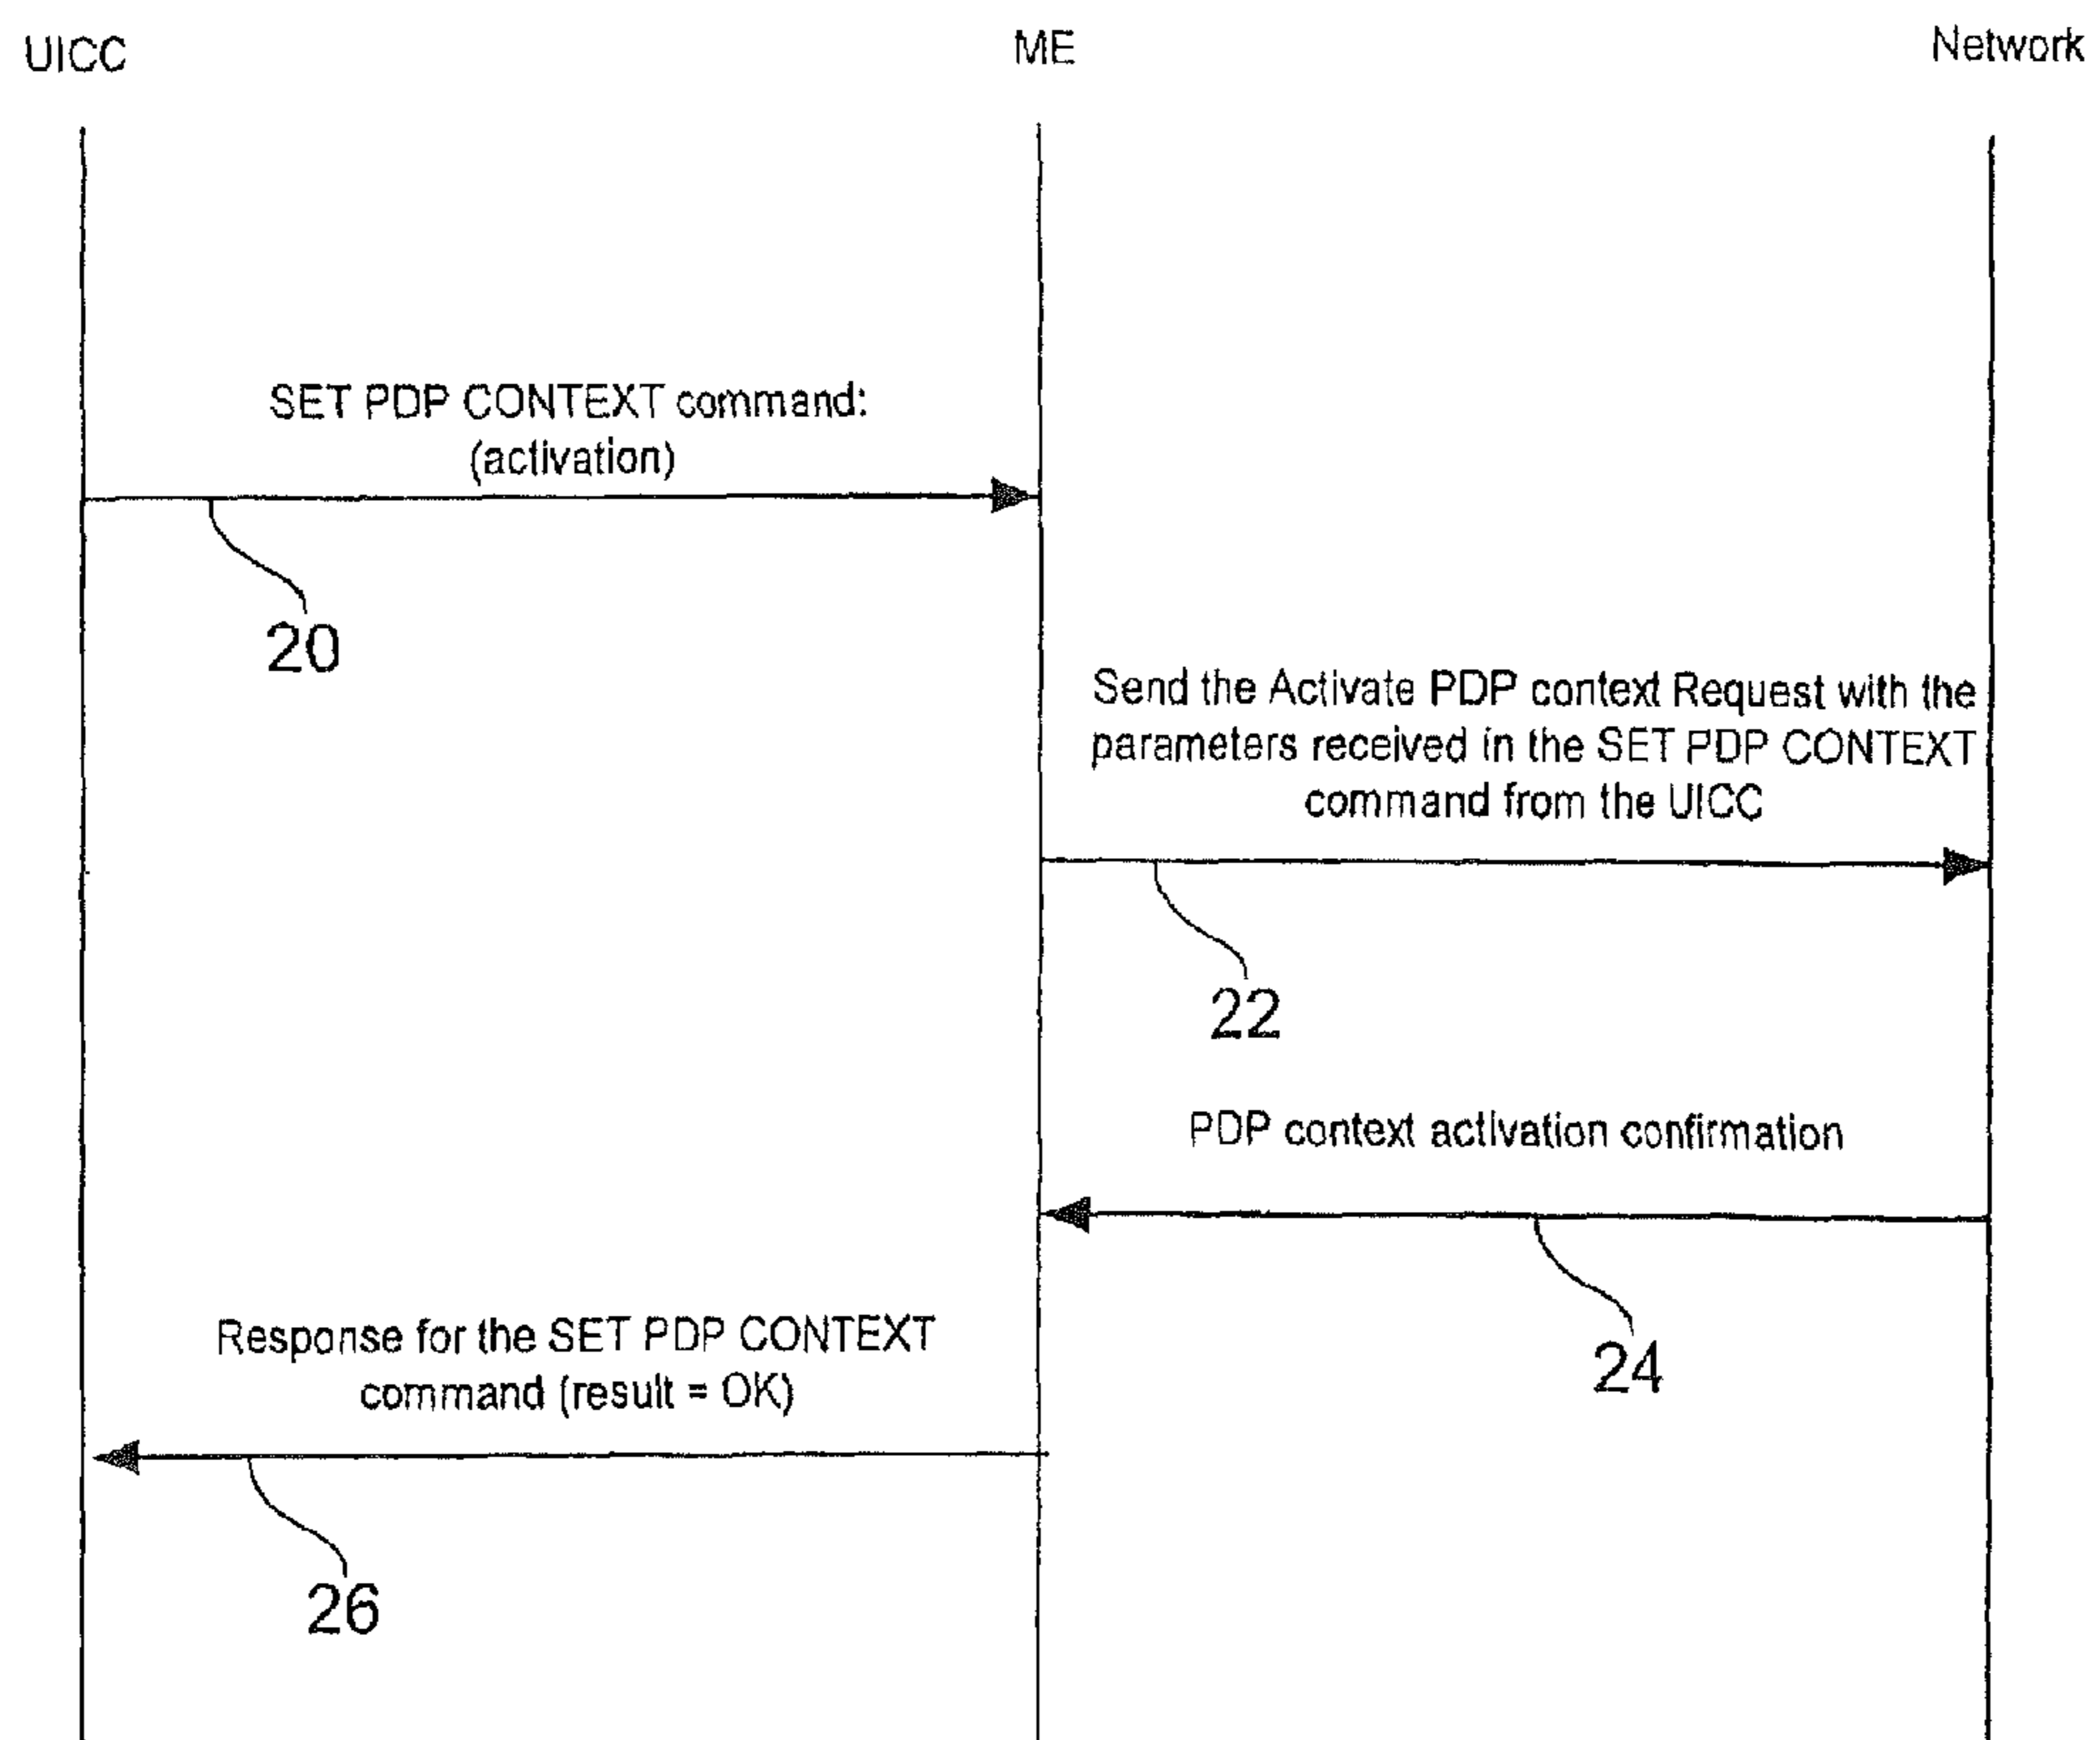 UICC
ME
Network
SET PDP CONTEXT command:
(activation)
20
Send the Activate PDP context Request with the
parameters received in the SET PDP CONTEXT
command from the UICC
22
PDP context activation confirmation
24
Response for the SET PDP CONTEXT
command (result = OK)
26